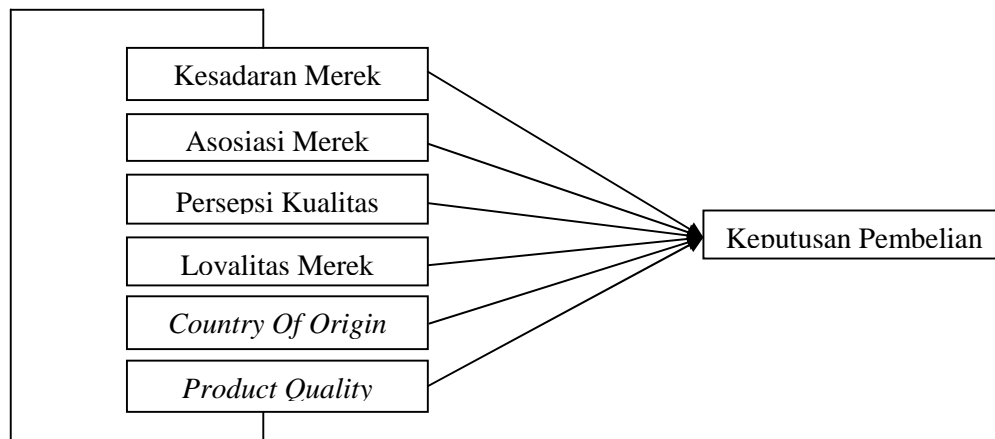 Kesadaran Merek
Asosiasi Merek
Persepsi Kualitas
Loyalitas Merek
Keputusan Pembelian
Country Of Origin
Product Quality